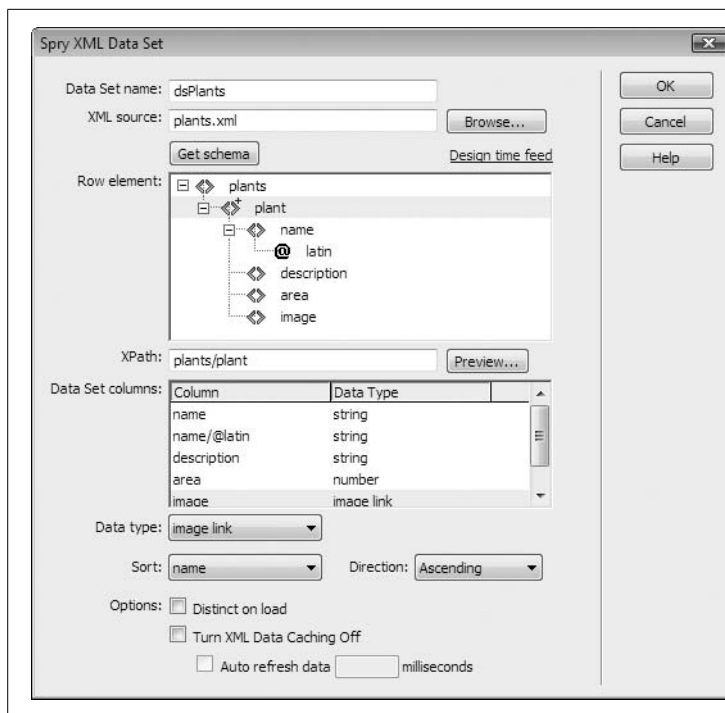 Spry XML Data Set
Data Set name: dsPlants
OK
XML source: plants.xml Browse...
Cancel
Get schema Design time feed
Help
Row element:
plants
plant
name
@ latin
description
area
image
XPath: plants/plant Preview...
Data Set columns:
Column Data Type
name string
name/@latin string
description string
area number
image image link
Data type: image link
Sort: name Direction: Ascending
Options: Distinct on load
Turn XML Data Caching Off
Auto refresh data milliseconds